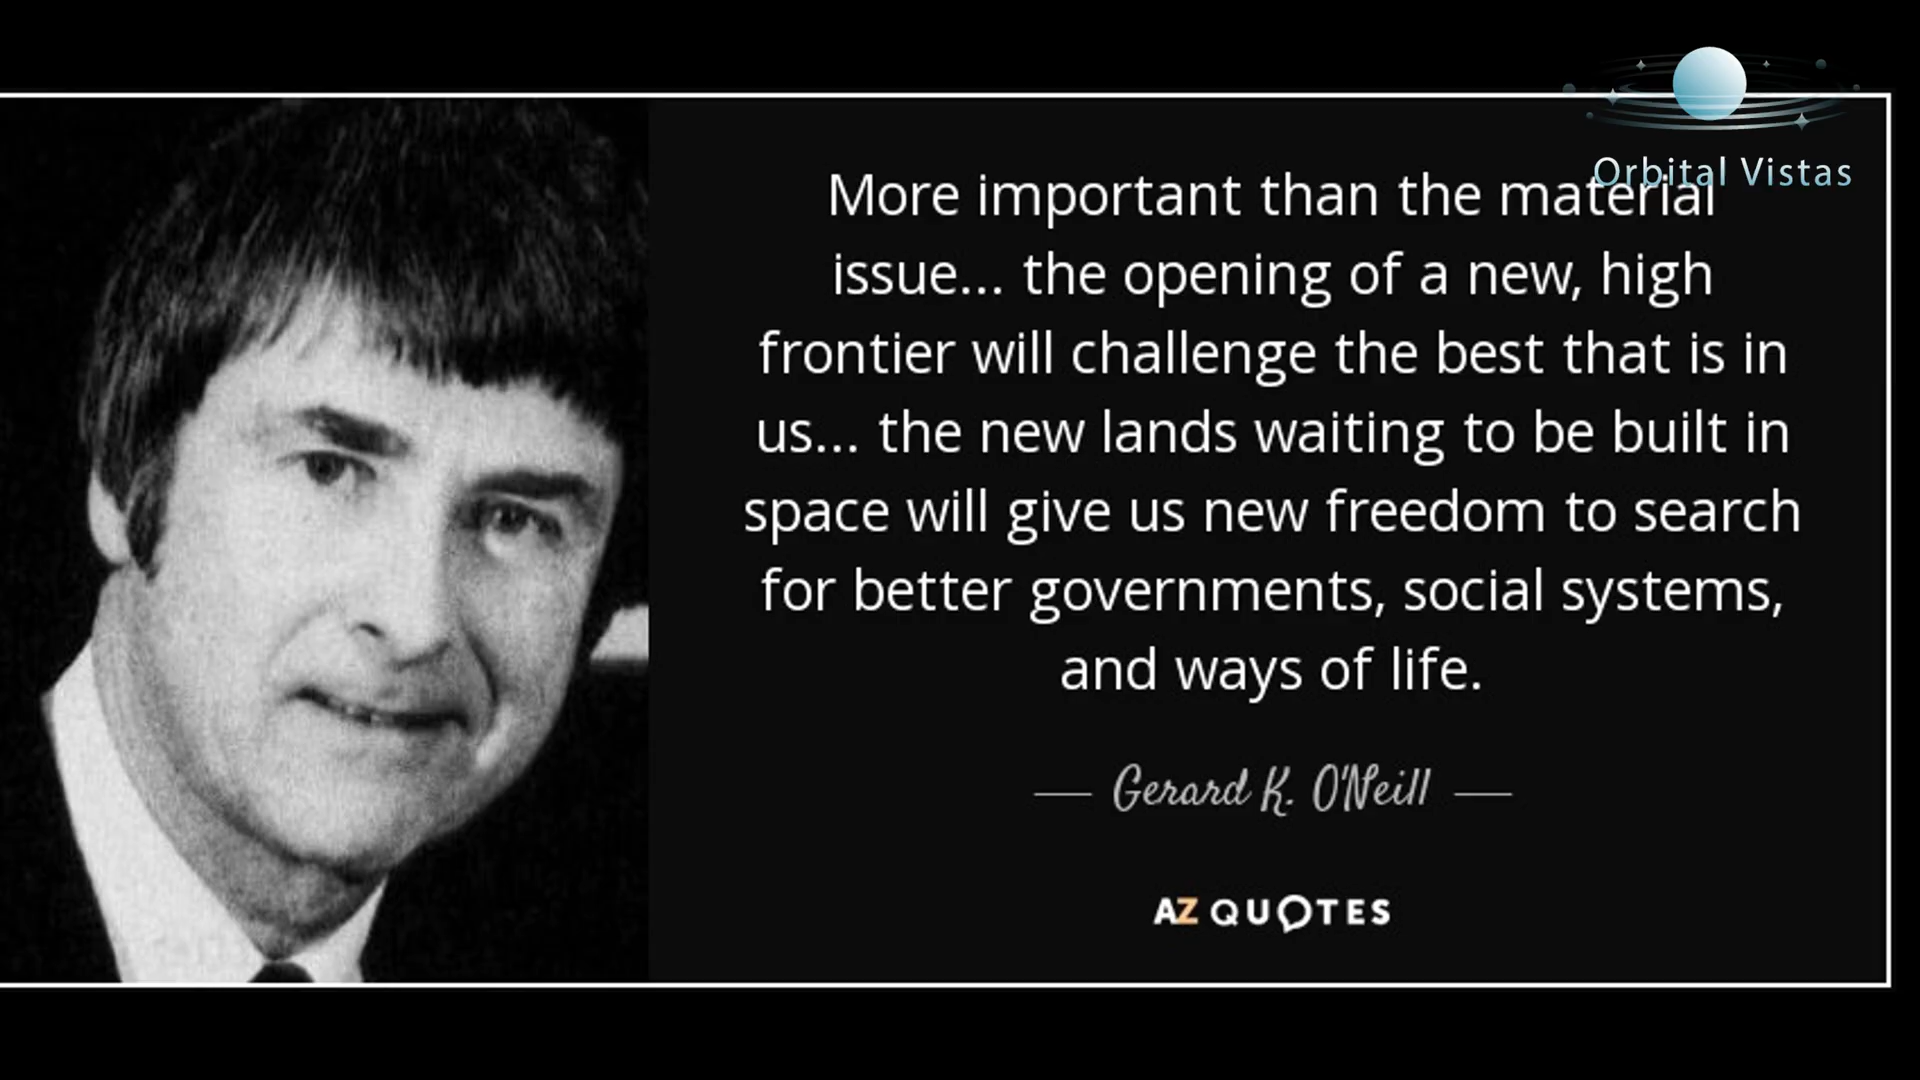 Orbital Vistas
More important than the material
issue... the opening of a new, high
frontier will challenge the best that is in
us... the new lands waiting to be built in
space will give us new freedom to search
for better governments, social systems,
and ways of life.
Gerard K. O'Neill
AZ QUOTES